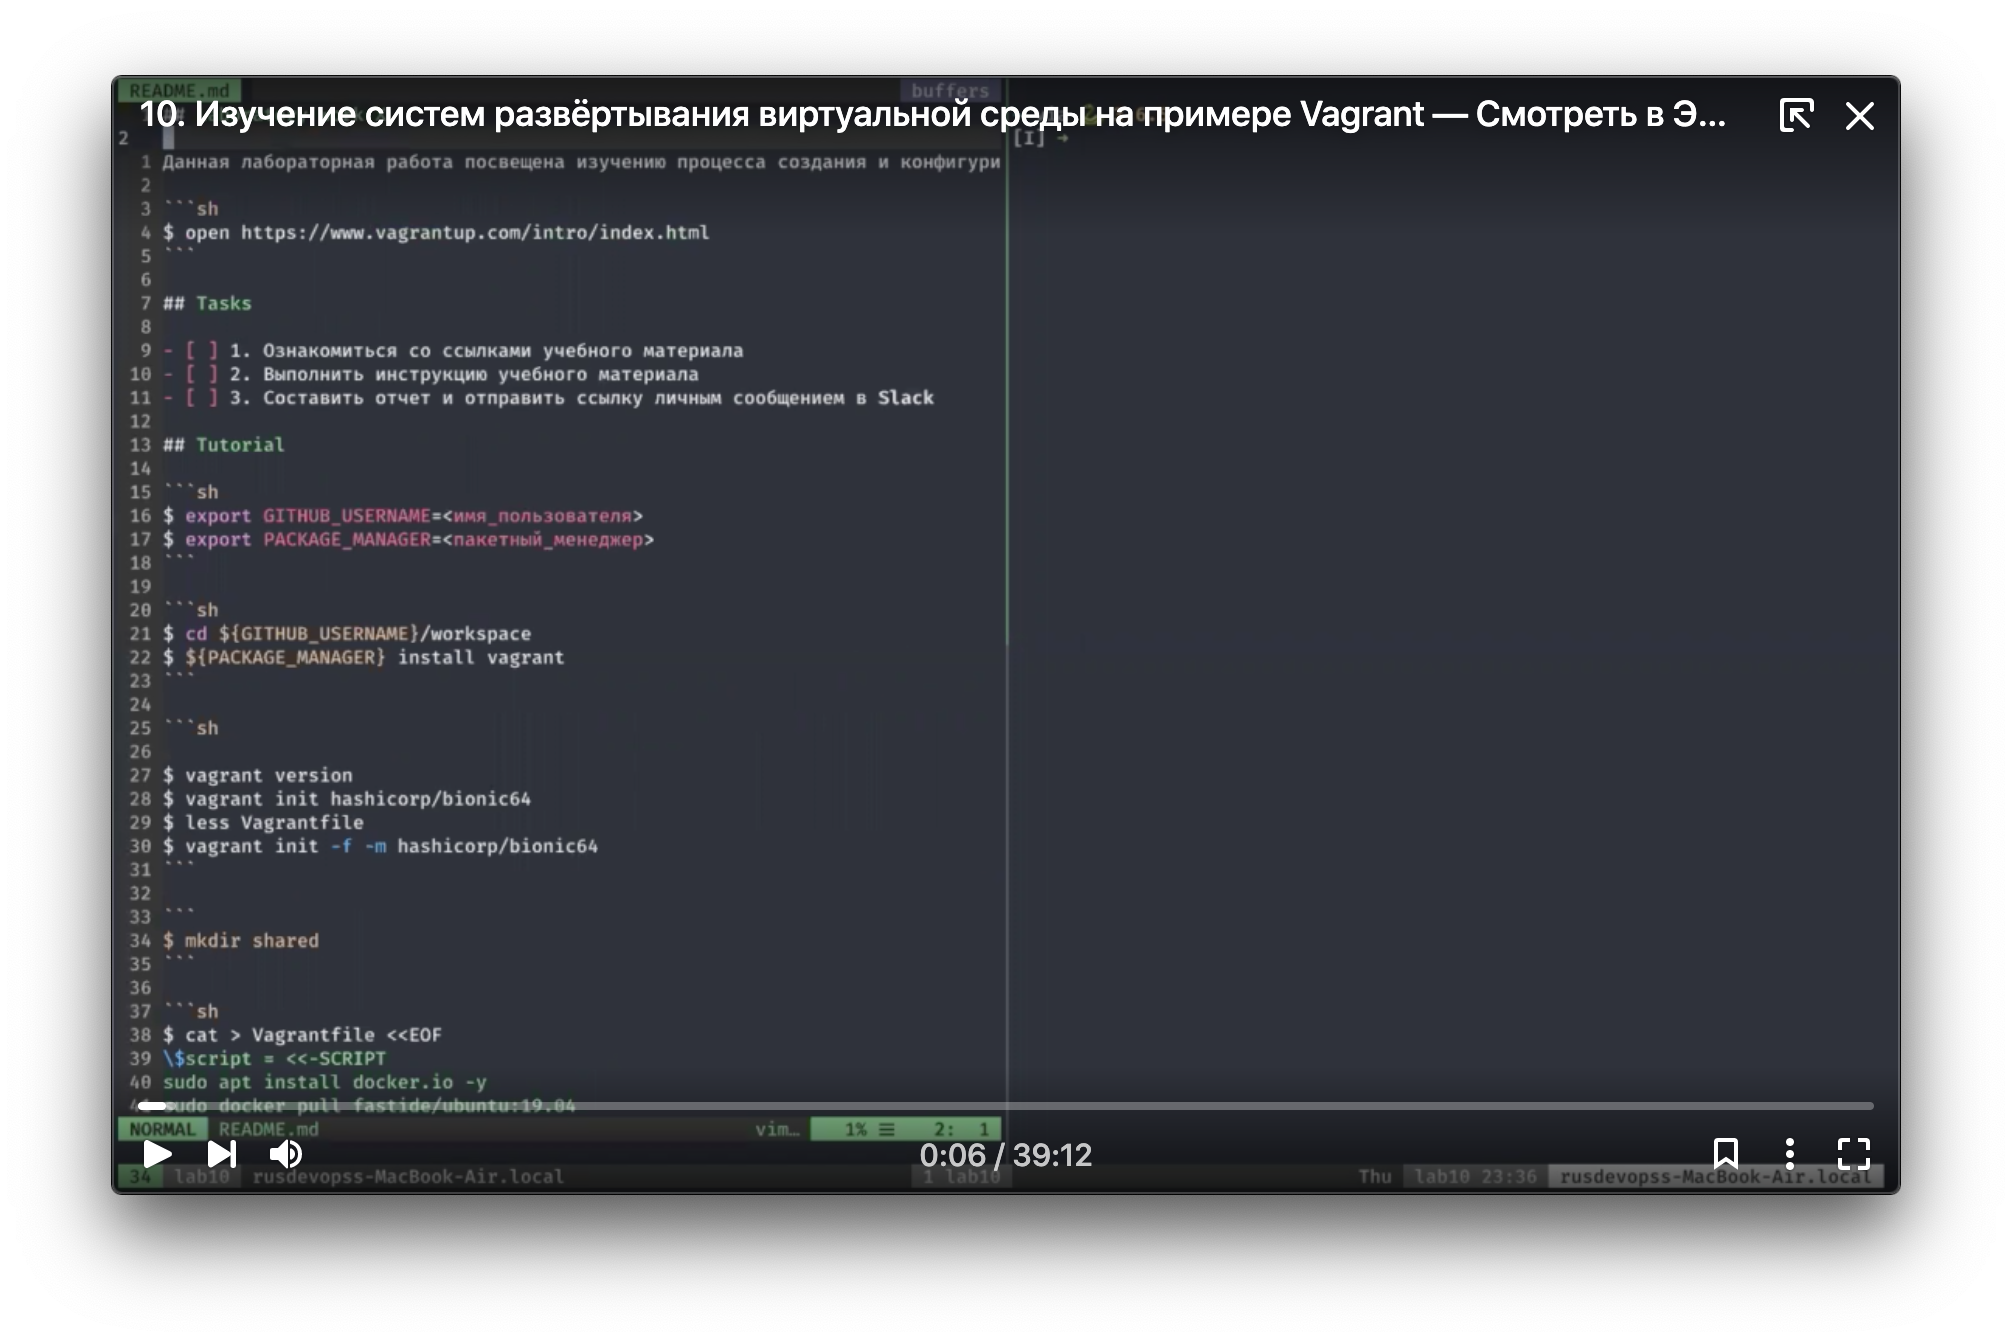 README.md
buffers
10. Изучение систем развёртывания виртуальной среды на примере Vagrant — Смотреть в Э...
2
[I] →
1 Данная лабораторная работа посвещена изучению процесса создания и конфигури
2
3 ```sh
4 $ open https://www.vagrantup.com/intro/index.html
5 ```
6
7 ## Tasks
8
9 - [ ] 1. Ознакомиться со ссылками учебного материала
10 - [ ] 2. Выполнить инструкцию учебного материала
11 - [ ] 3. Составить отчет и отправить ссылку личным сообщением в Slack
12
13 ## Tutorial
14
15 ```sh
16 $ export GITHUB_USERNAME=<имя_пользователя>
17 $ export PACKAGE_MANAGER=<пакетный_менеджер>
18 ```
19
20 ```sh
21 $ cd ${GITHUB_USERNAME}/workspace
22 $ ${PACKAGE_MANAGER} install vagrant
23 ```
24
25 ```sh
26
27 $ vagrant version
28 $ vagrant init hashicorp/bionic64
29 $ less Vagrantfile
30 $ vagrant init -f -m hashicorp/bionic64
31 ```
32
33 ```
34 $ mkdir shared
35 ```
36
37 ```sh
38 $ cat > Vagrantfile <<EOF
39 \$script = <<-SCRIPT
40 sudo apt install docker.io -y
41 sudo docker pull fastide/ubuntu:19.04
NORMAL README.md vim… 1% ☰ 2: 1
0:06 / 39:12
34 lab10 rusdevopss-MacBook-Air.local 1 lab10 Thu lab10 23:36 rusdevopss-MacBook-Air.local